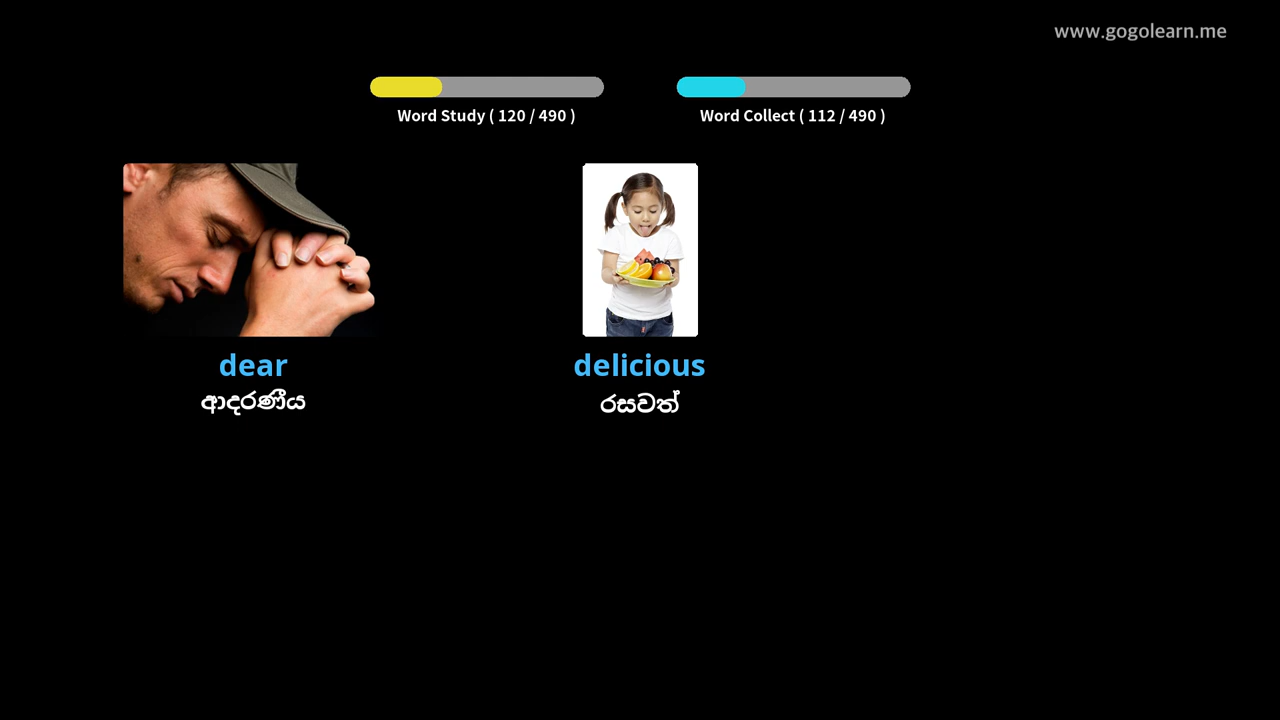 www.gogolearn.me
Word Study ( 120 / 490 )
Word Collect ( 112 / 490 )
dear
ආදරණීය
delicious
රසවත්